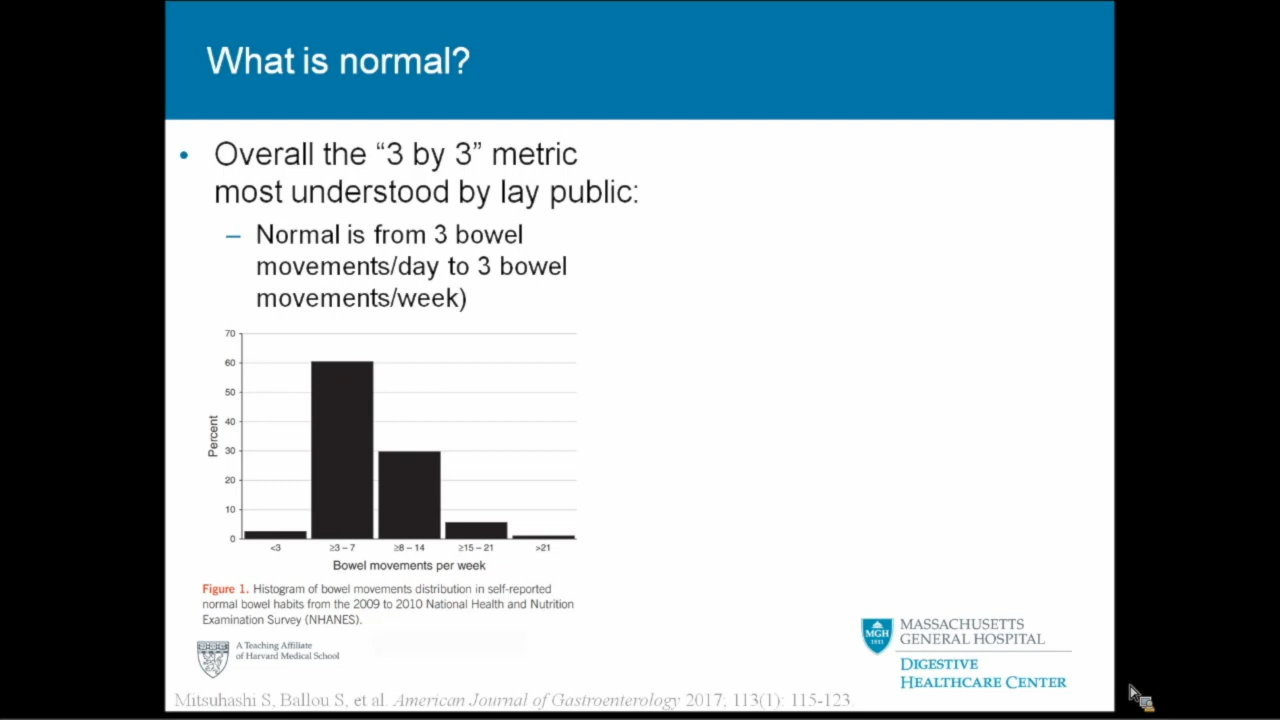 What is normal?
• Overall the “3 by 3” metric
most understood by lay public:
– Normal is from 3 bowel
movements/day to 3 bowel
movements/week)
70
60
50
40
30
20
10
0
Percent
<3 ≥3 – 7 ≥8 – 14 ≥15 – 21 >21
Bowel movements per week
Figure 1. Histogram of bowel movements distribution in self-reported
normal bowel habits from the 2009 to 2010 National Health and Nutrition
Examination Survey (NHANES).
A Teaching Affiliate
of Harvard Medical School
MGH
1811
MASSACHUSETTS
GENERAL HOSPITAL
DIGESTIVE
HEALTHCARE CENTER
Mitsuhashi S, Ballou S, et al. American Journal of Gastroenterology 2017; 113(1): 115-123